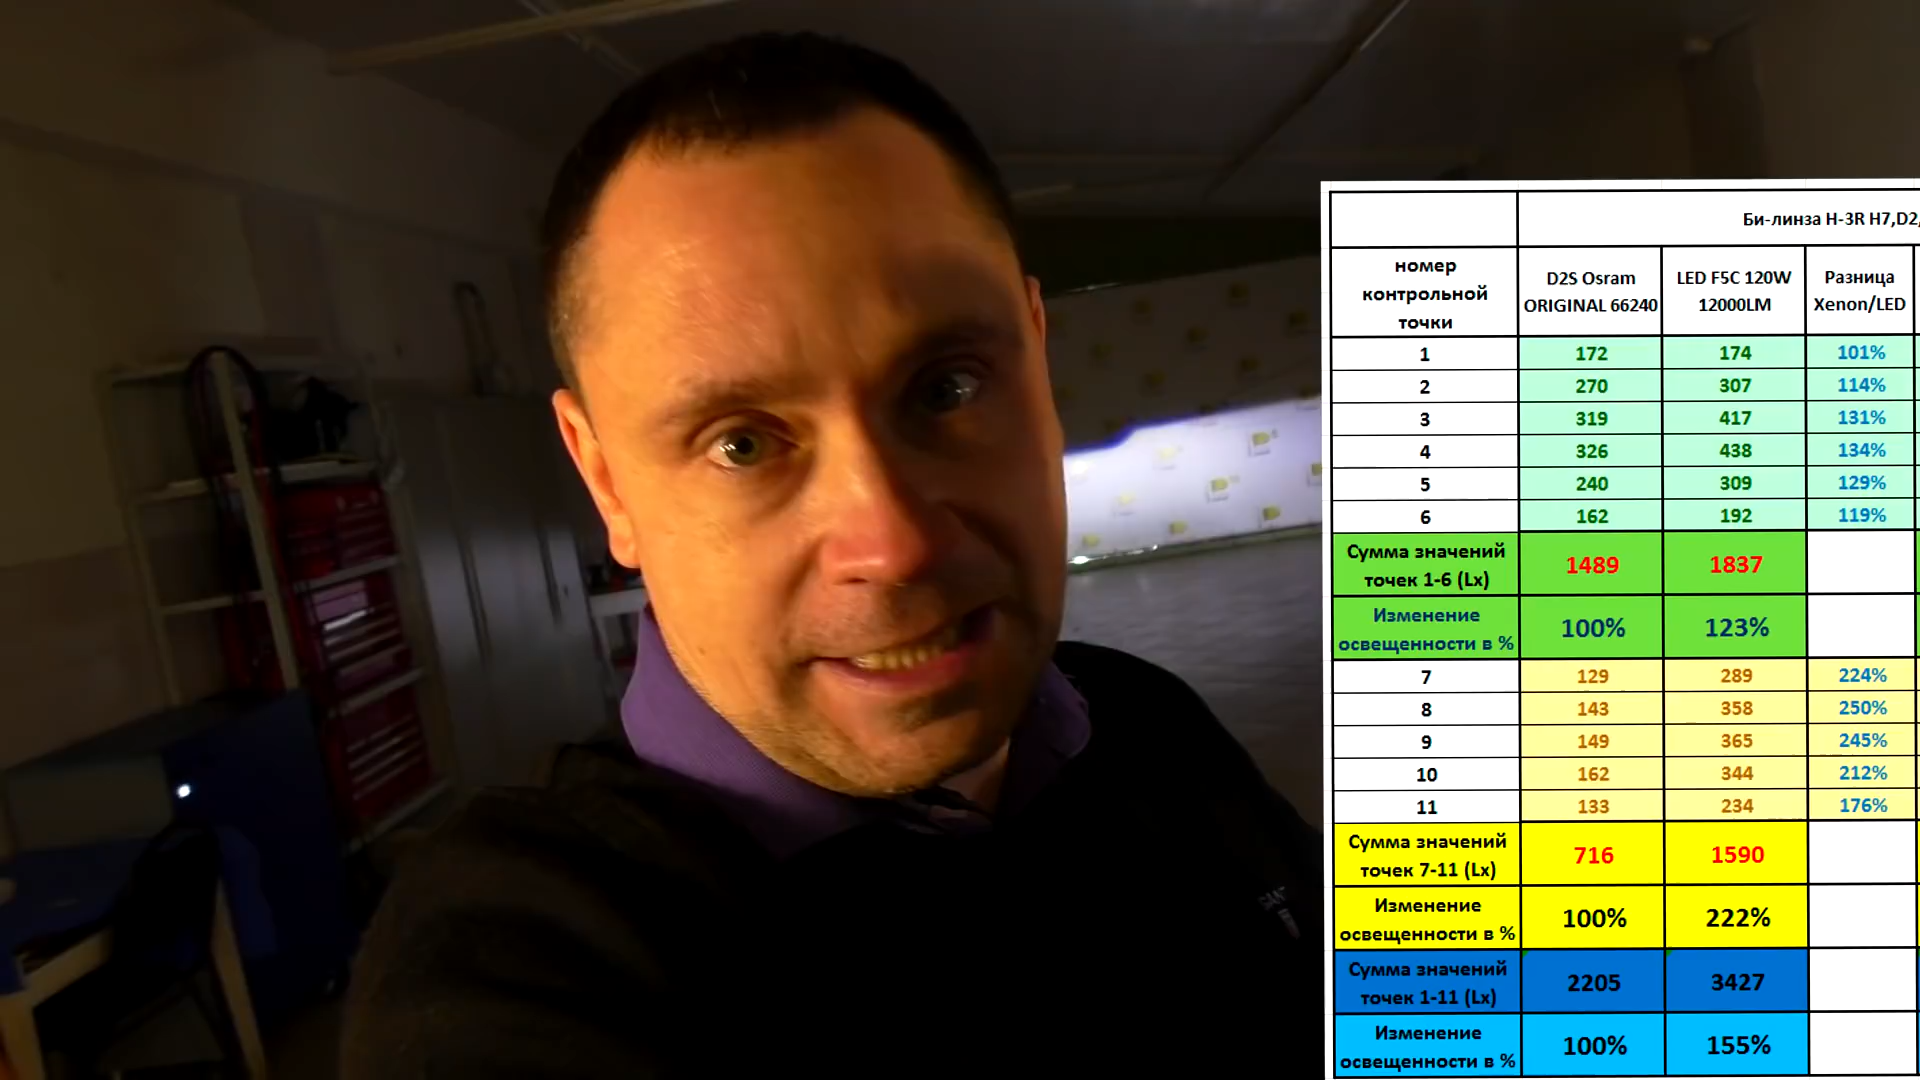 Би-линза H-3R H7,D2,
номер
контрольной
точки
D2S Osram
ORIGINAL 66240
LED F5C 120W
12000LM
Разница
Xenon/LED
1 172 174 101%
2 270 307 114%
3 319 417 131%
4 326 438 134%
5 240 309 129%
6 162 192 119%
Сумма значений
точек 1-6 (Lx)
1489 1837
Изменение
освещенности в %
100% 123%
7 129 289 224%
8 143 358 250%
9 149 365 245%
10 162 344 212%
11 133 234 176%
Сумма значений
точек 7-11 (Lx)
716 1590
Изменение
освещенности в %
100% 222%
Сумма значений
точек 1-11 (Lx)
2205 3427
Изменение
освещенности в %
100% 155%